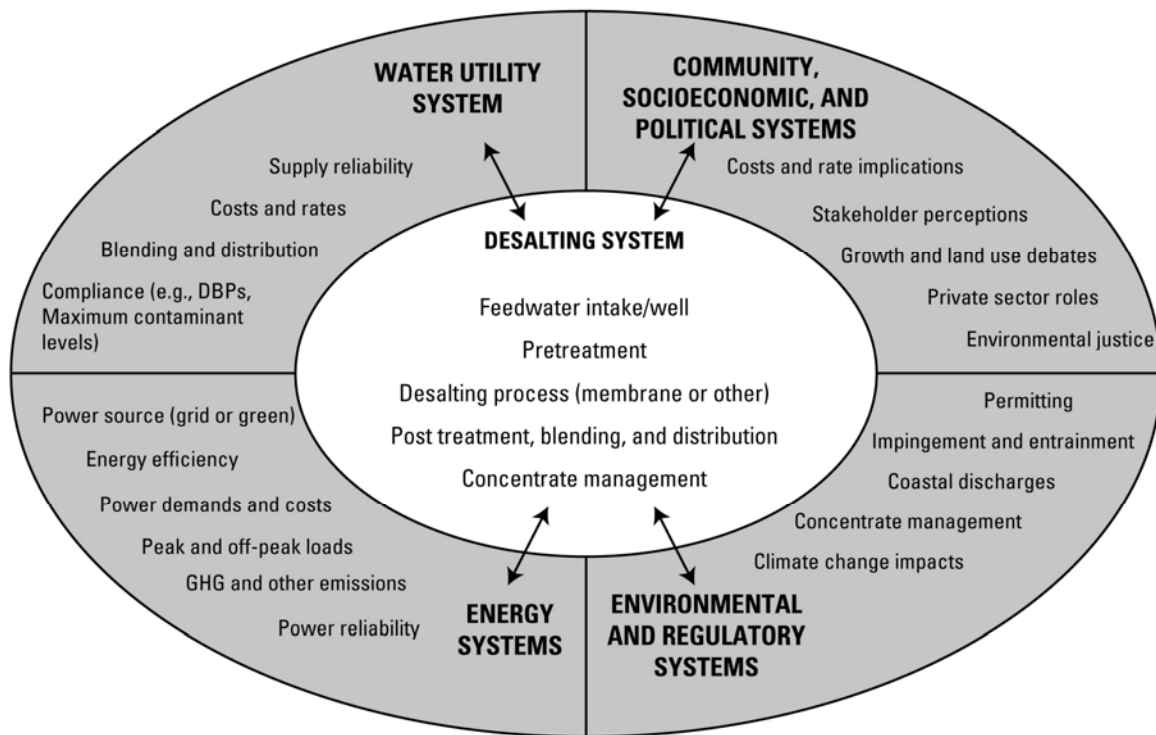 WATER UTILITY
SYSTEM
Supply reliability
Costs and rates
Blending and distribution
Compliance (e.g., DBPs,
Maximum contaminant
levels)
COMMUNITY,
SOCIOECONOMIC, AND
POLITICAL SYSTEMS
Costs and rate implications
Stakeholder perceptions
Growth and land use debates
Private sector roles
Environmental justice
DESALTING SYSTEM
Feedwater intake/well
Pretreatment
Desalting process (membrane or other)
Post treatment, blending, and distribution
Concentrate management
Power source (grid or green)
Energy efficiency
Power demands and costs
Peak and off-peak loads
GHG and other emissions
Power reliability
ENERGY
SYSTEMS
Permitting
Impingement and entrainment
Coastal discharges
Concentrate management
Climate change impacts
ENVIRONMENTAL
AND REGULATORY
SYSTEMS